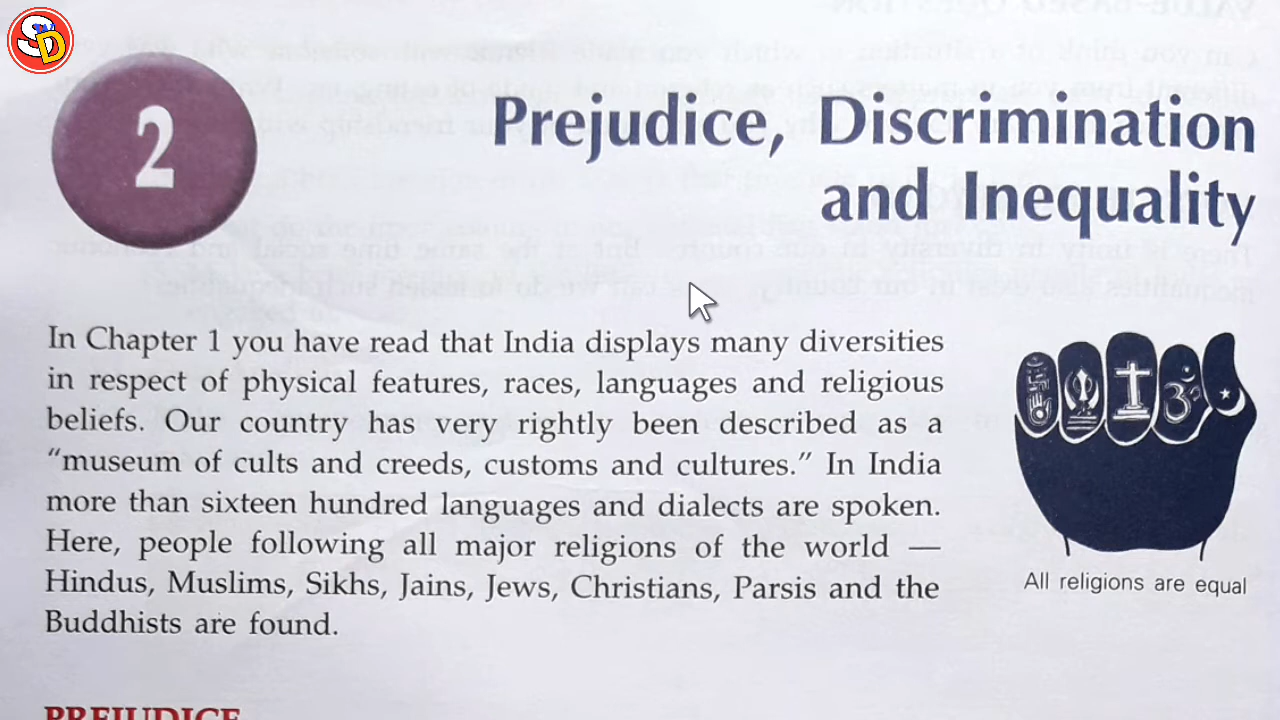 SD
2
Prejudice, Discrimination
and Inequality
In Chapter 1 you have read that India displays many diversities
in respect of physical features, races, languages and religious
beliefs. Our country has very rightly been described as a
“museum of cults and creeds, customs and cultures.” In India
more than sixteen hundred languages and dialects are spoken.
Here, people following all major religions of the world —
Hindus, Muslims, Sikhs, Jains, Jews, Christians, Parsis and the
Buddhists are found.
ॐ
All religions are equal
PREJUDICE